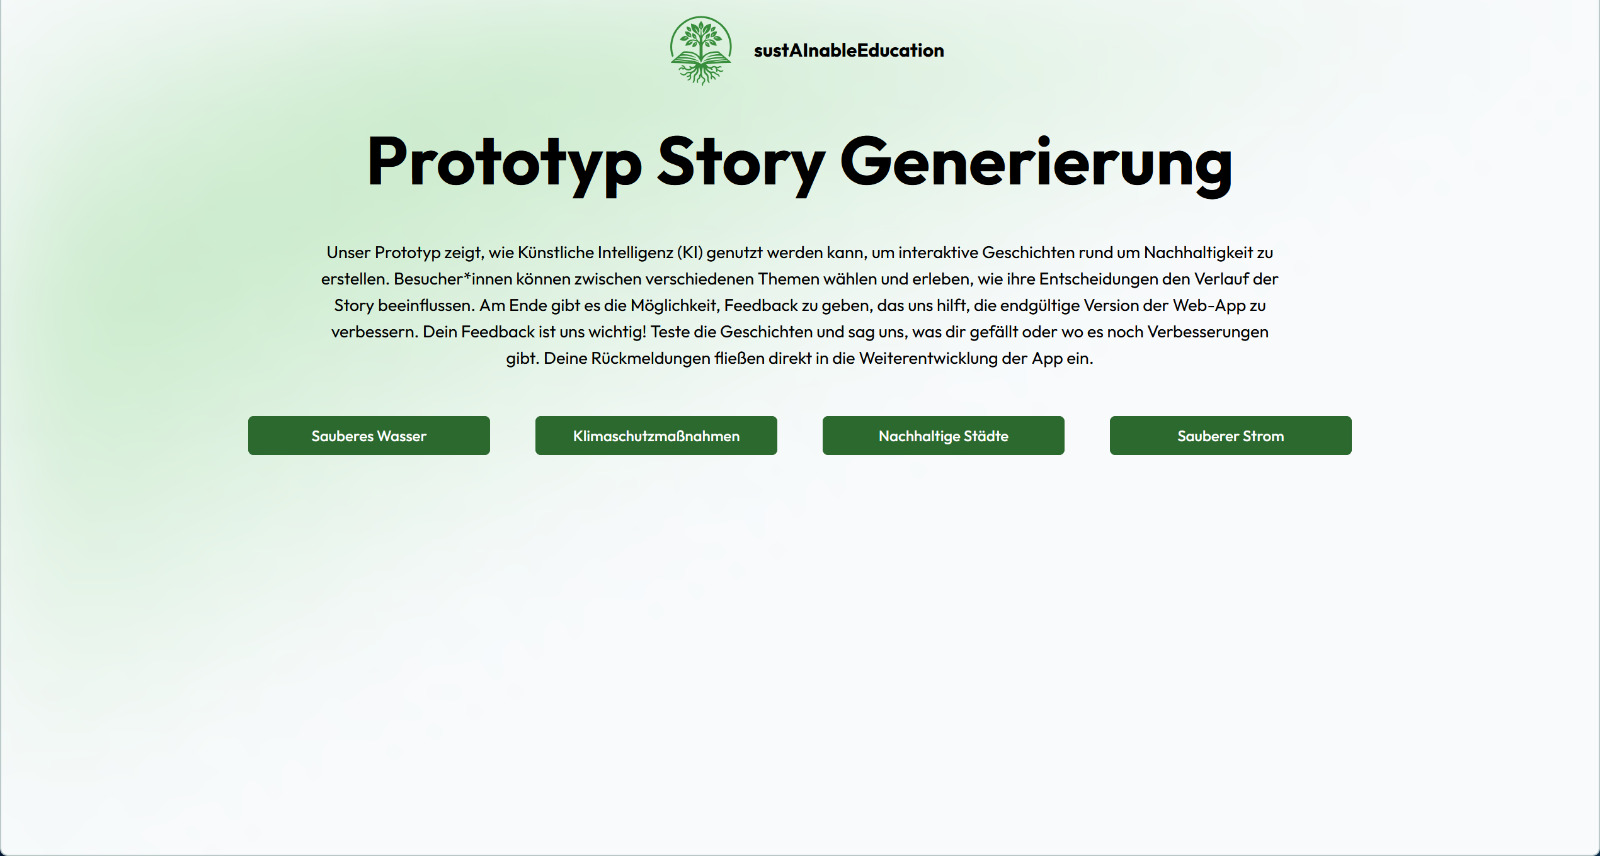 sustAInableEducation
Prototyp Story Generierung
Unser Prototyp zeigt, wie Künstliche Intelligenz (KI) genutzt werden kann, um interaktive Geschichten rund um Nachhaltigkeit zu
erstellen. Besucher*innen können zwischen verschiedenen Themen wählen und erleben, wie ihre Entscheidungen den Verlauf der
Story beeinflussen. Am Ende gibt es die Möglichkeit, Feedback zu geben, das uns hilft, die endgültige Version der Web-App zu
verbessern. Dein Feedback ist uns wichtig! Teste die Geschichten und sag uns, was dir gefällt oder wo es noch Verbesserungen
gibt. Deine Rückmeldungen fließen direkt in die Weiterentwicklung der App ein.
Sauberes Wasser
Klimaschutzmaßnahmen
Nachhaltige Städte
Sauberer Strom